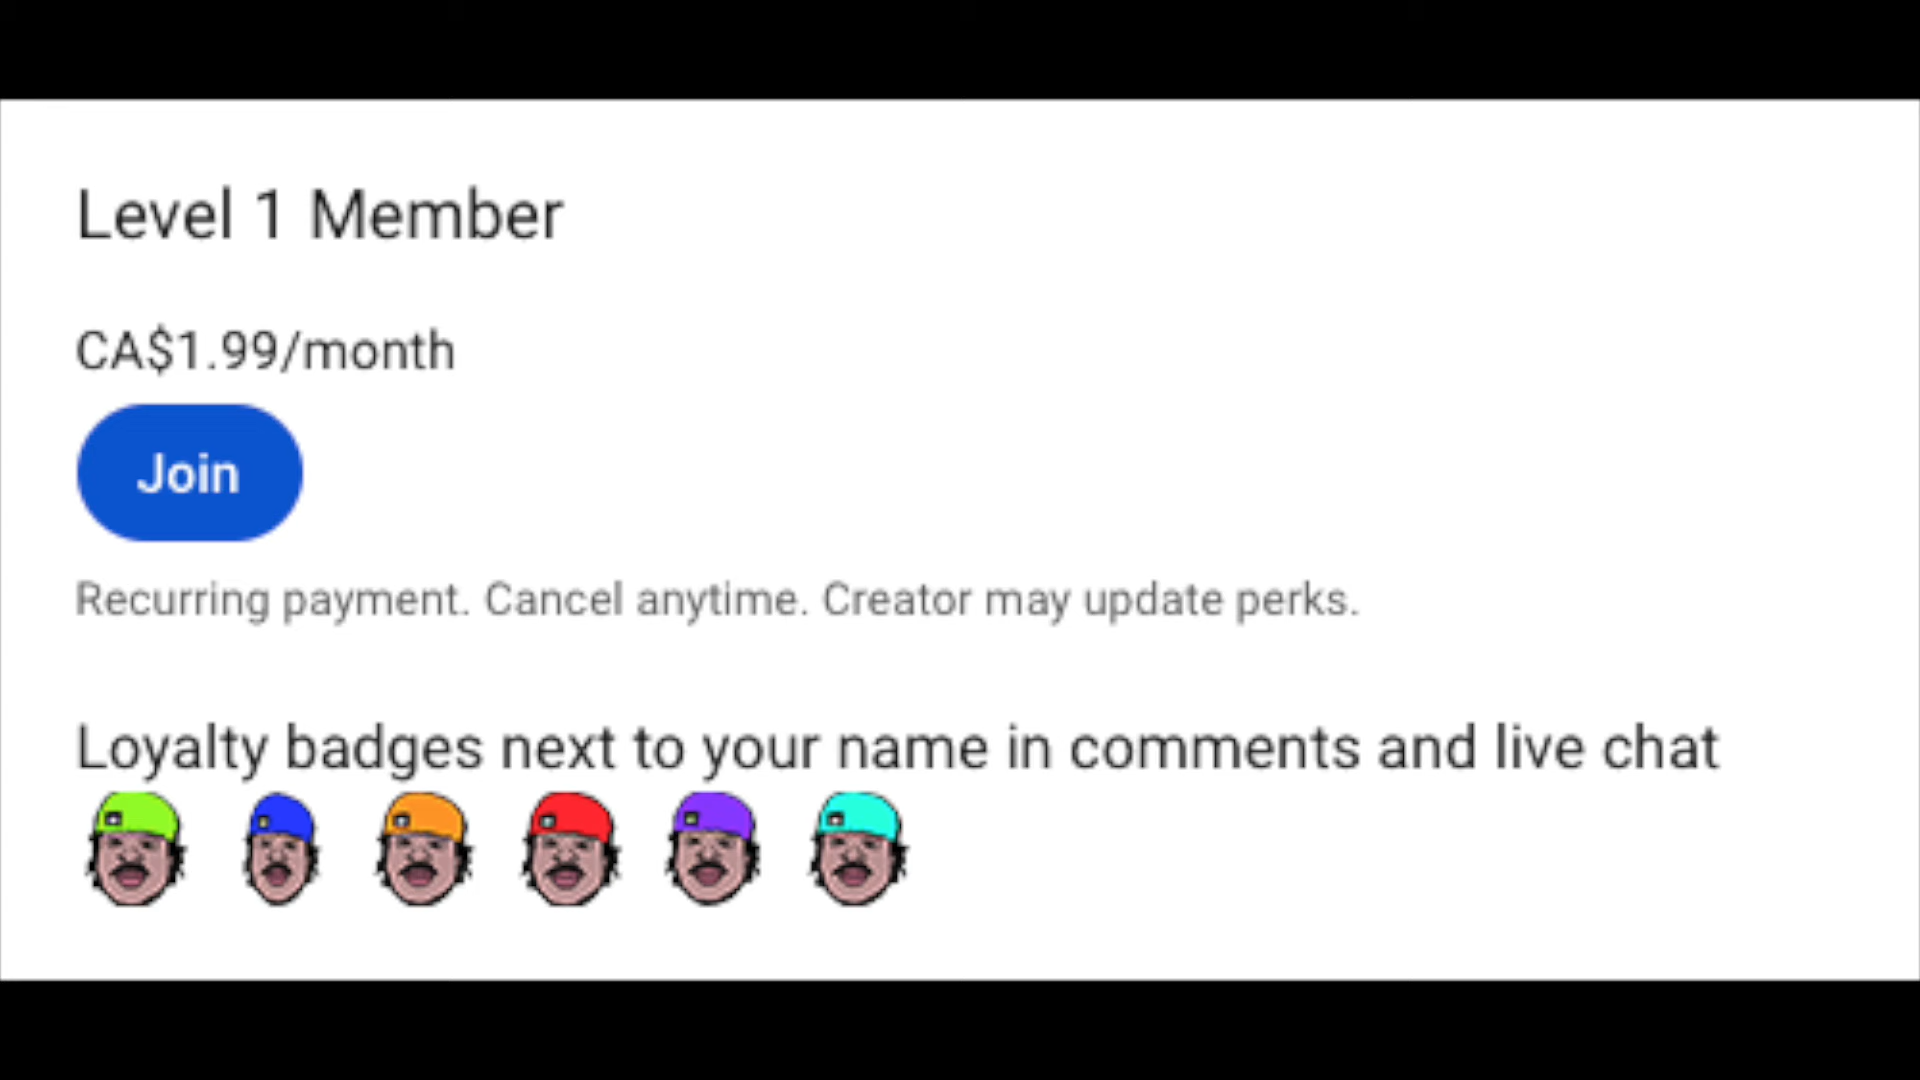 Level 1 Member
CA$1.99/month
Join
Recurring payment. Cancel anytime. Creator may update perks.
Loyalty badges next to your name in comments and live chat